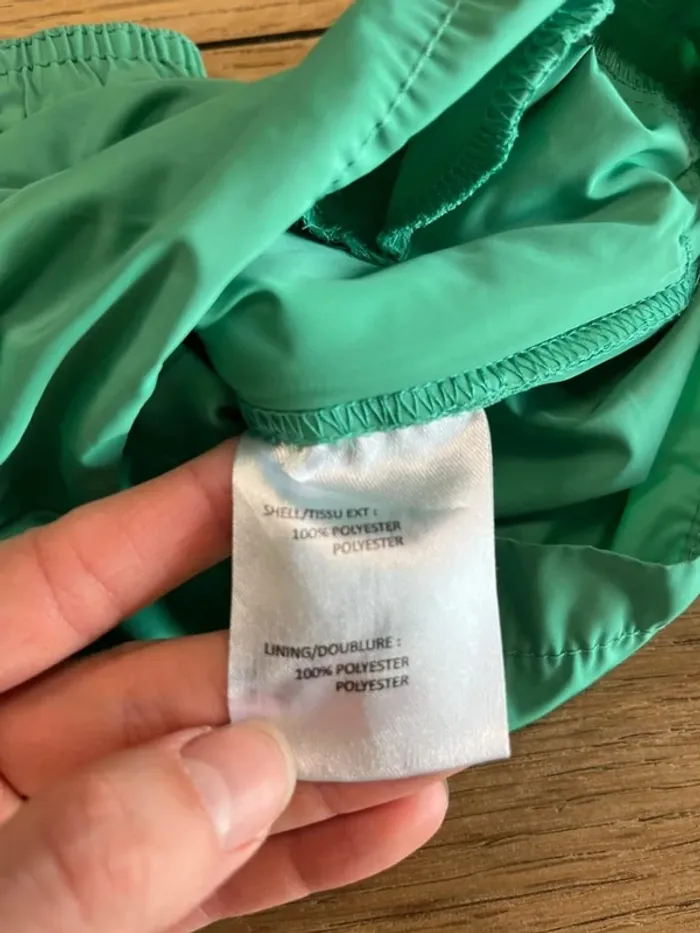 SHELL/TISSU EXT :
100% POLYESTER
POLYESTER
LINING/DOUBLURE :
100% POLYESTER
POLYESTER